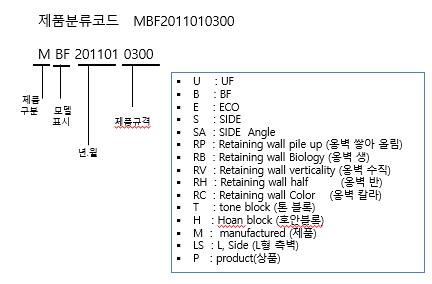 제품분류코드 MBF2011010300
M BF 201101 0300
제품
구분
모델
표시
제품규격
년.월
▪ U : UF
▪ B : BF
▪ E : ECO
▪ S : SIDE
▪ SA : SIDE Angle
▪ RP : Retaining wall pile up (옹벽 쌓아 올림)
▪ RB : Retaining wall Biology (옹벽 생)
▪ RV : Retaining wall verticality (옹벽 수직)
▪ RH : Retaining wall half (옹벽 반)
▪ RC : Retaining wall Color (옹벽 칼라)
▪ T : tone block (톤 블록)
▪ H : Hoan block (호안블록)
▪ M : manufactured (제품)
▪ LS : L, Side (L형 측벽)
▪ P : product(상품)